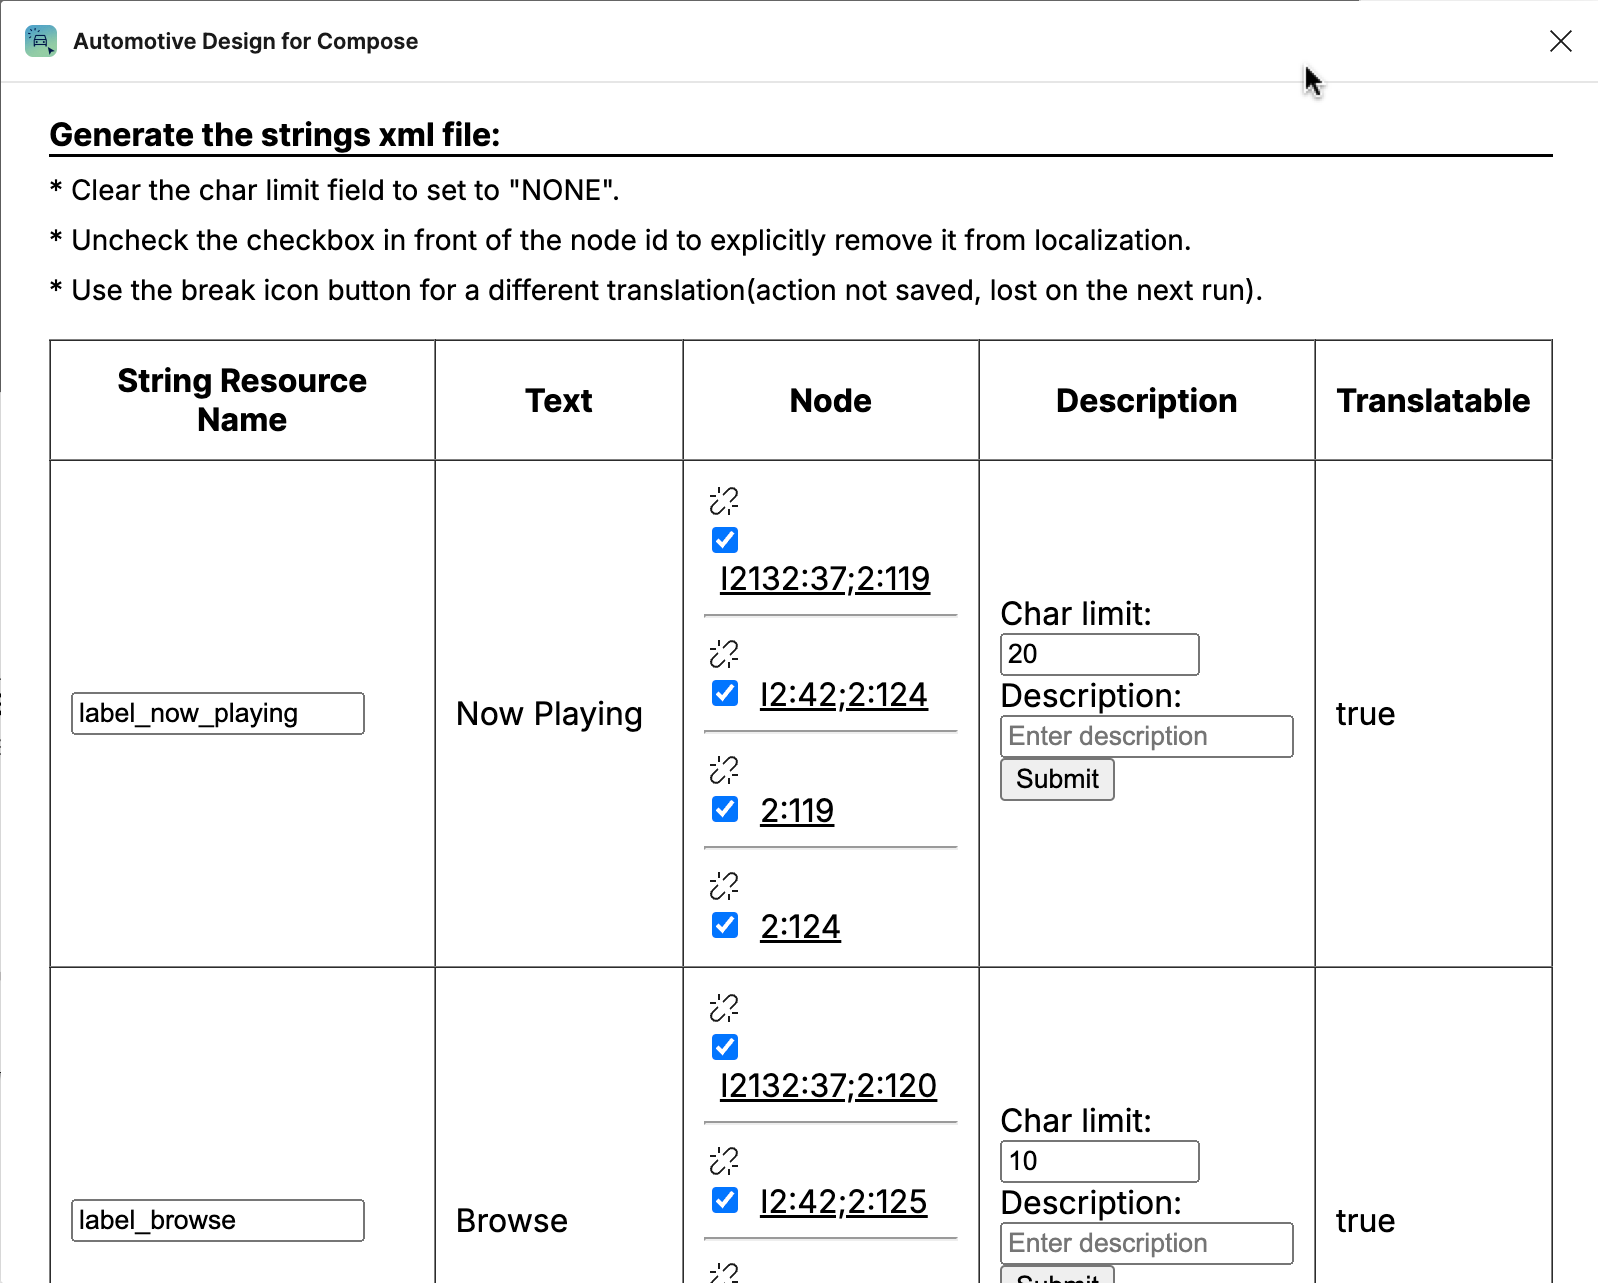 Automotive Design for Compose
Generate the strings xml file:
* Clear the char limit field to set to "NONE".
* Uncheck the checkbox in front of the node id to explicitly remove it from localization.
* Use the break icon button for a different translation(action not saved, lost on the next run).
String Resource
Name
Text
Node
Description
Translatable
label_now_playing
Now Playing
I2132:37;2:119
I2:42;2:124
2:119
2:124
Char limit:
20
Description:
Enter description
Submit
true
label_browse
Browse
I2132:37;2:120
I2:42;2:125
Char limit:
10
Description:
Enter description
Submit
true